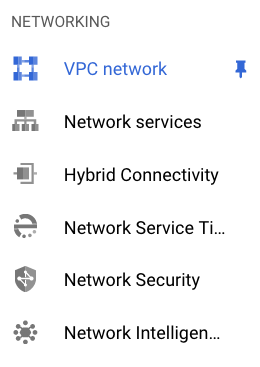 NETWORKING
VPC network
Network services
Hybrid Connectivity
Network Service Ti...
Network Security
Network Intelligen...